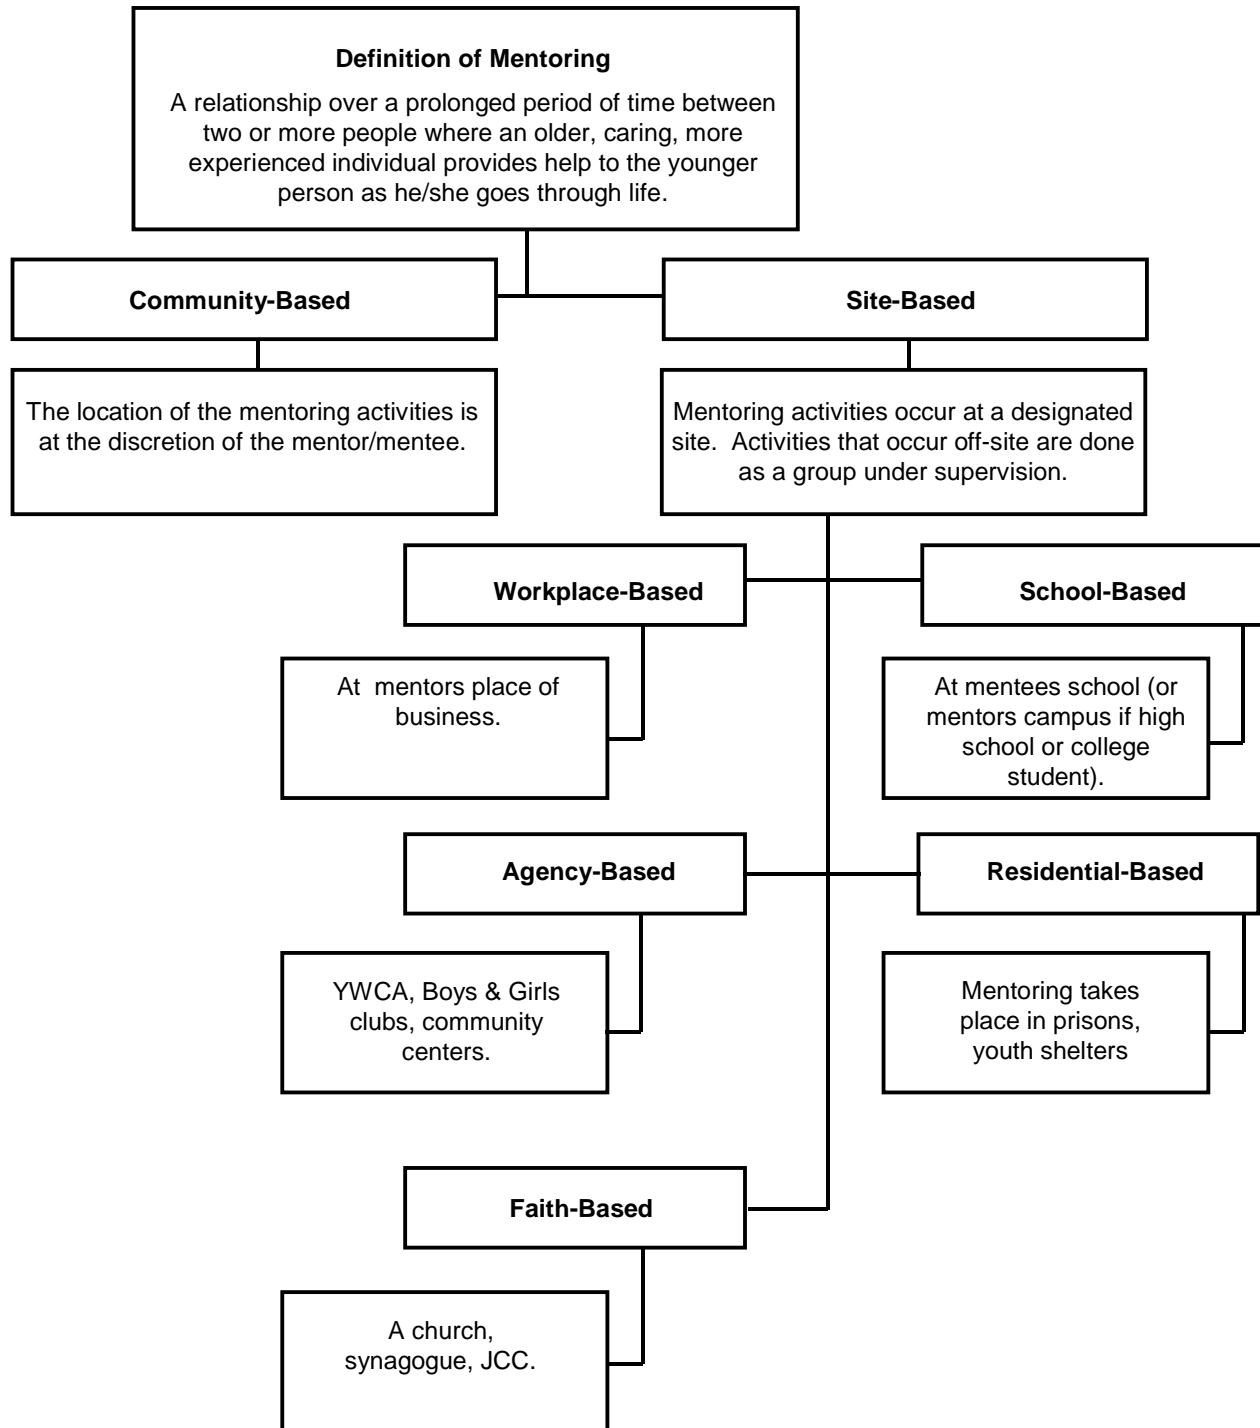 Definition of Mentoring
A relationship over a prolonged period of time between
two or more people where an older, caring, more
experienced individual provides help to the younger
person as he/she goes through life.
Community-Based
Site-Based
The location of the mentoring activities is
at the discretion of the mentor/mentee.
Mentoring activities occur at a designated
site.  Activities that occur off-site are done
as a group under supervision.
Workplace-Based
School-Based
At  mentors place of
business.
At mentees school (or
mentors campus if high
school or college
student).
Agency-Based
Residential-Based
YWCA, Boys & Girls
clubs, community
centers.
Mentoring takes
place in prisons,
youth shelters
Faith-Based
A church,
synagogue, JCC.